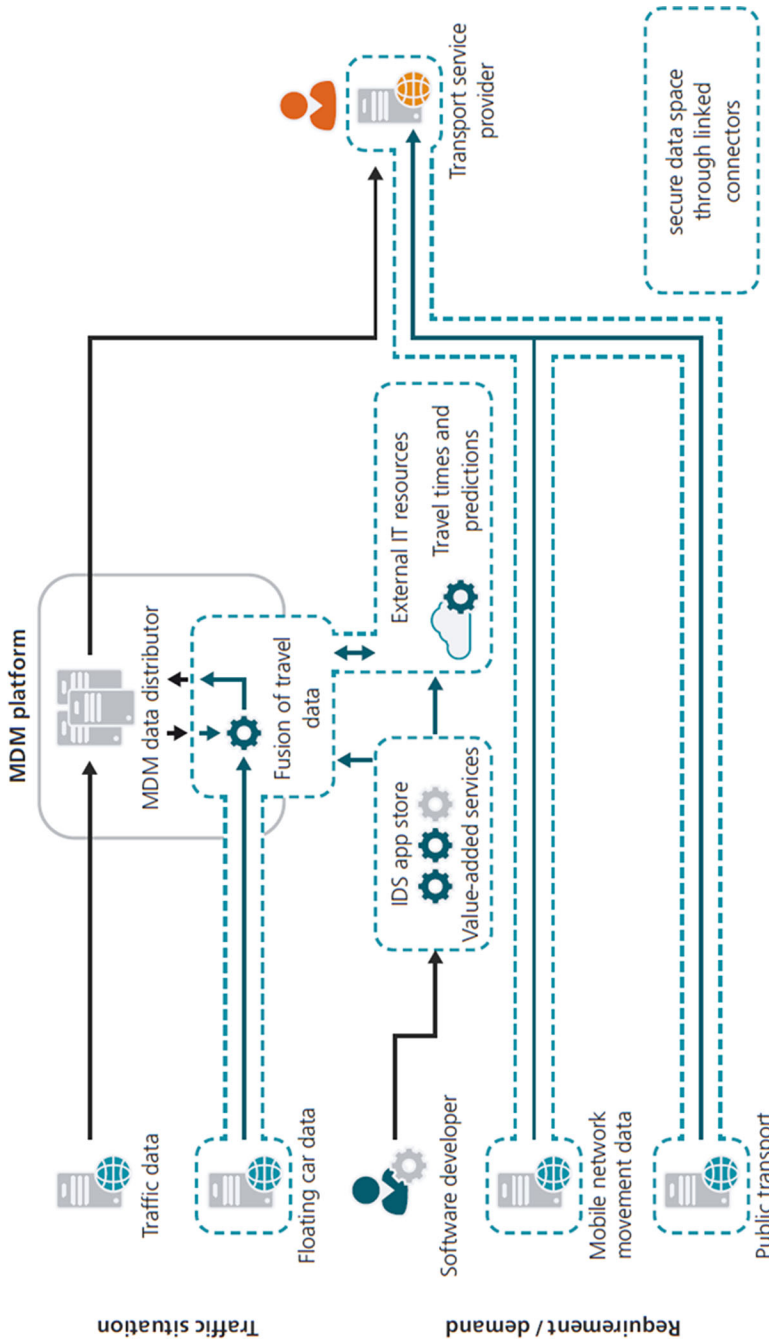 Traffic situation
Requirement / demand
MDM platform
Traffic data
MDM data distributor
Floating car data
Fusion of travel
data
Software developer
IDS app store
Value-added services
External IT resources
Travel times and
predictions
Mobile network
movement data
Public transport
Transport service
provider
secure data space
through linked
connectors